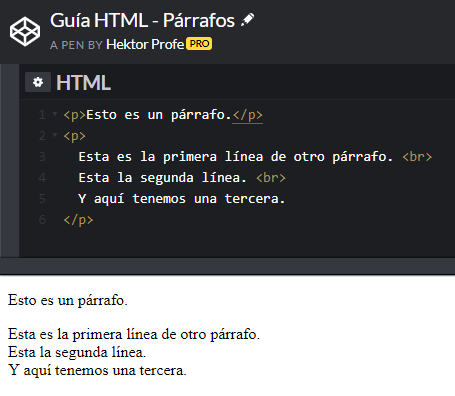 Guía HTML - Párrafos
A PEN BY Hektor Profe PRO
HTML
1 <p>Esto es un párrafo.</p>
2 <p>
3 Esta es la primera línea de otro párrafo. <br>
4 Esta la segunda línea. <br>
5 Y aquí tenemos una tercera.
6 </p>
Esto es un párrafo.
Esta es la primera línea de otro párrafo.
Esta la segunda línea.
Y aquí tenemos una tercera.